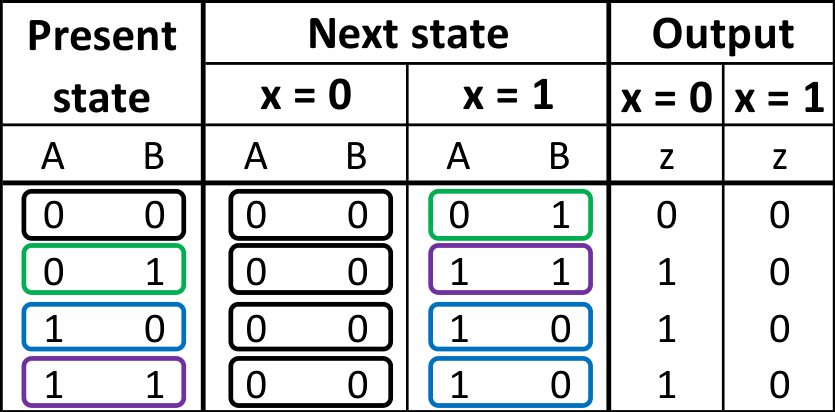 Present state Next state Output
x = 0 x = 1 x = 0 x = 1
A B A B A B z z
0 0 0 0 0 1 0 0
0 1 0 0 1 1 1 0
1 0 0 0 1 0 1 0
1 1 0 0 1 0 1 0